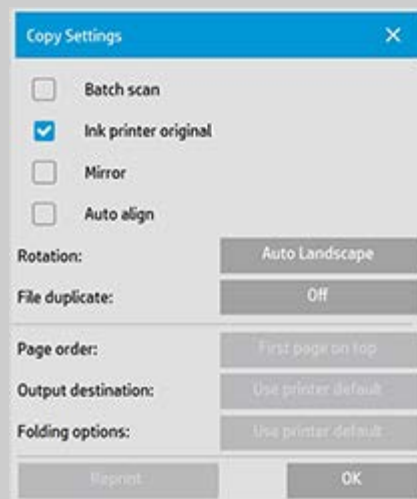 Copy Settings ×
Batch scan
Ink printer original
Mirror
Auto align
Rotation: Auto Landscape
File duplicate: Off
Page order: First page on top
Output destination: Use printer default
Folding options: Use printer default
Reprint OK